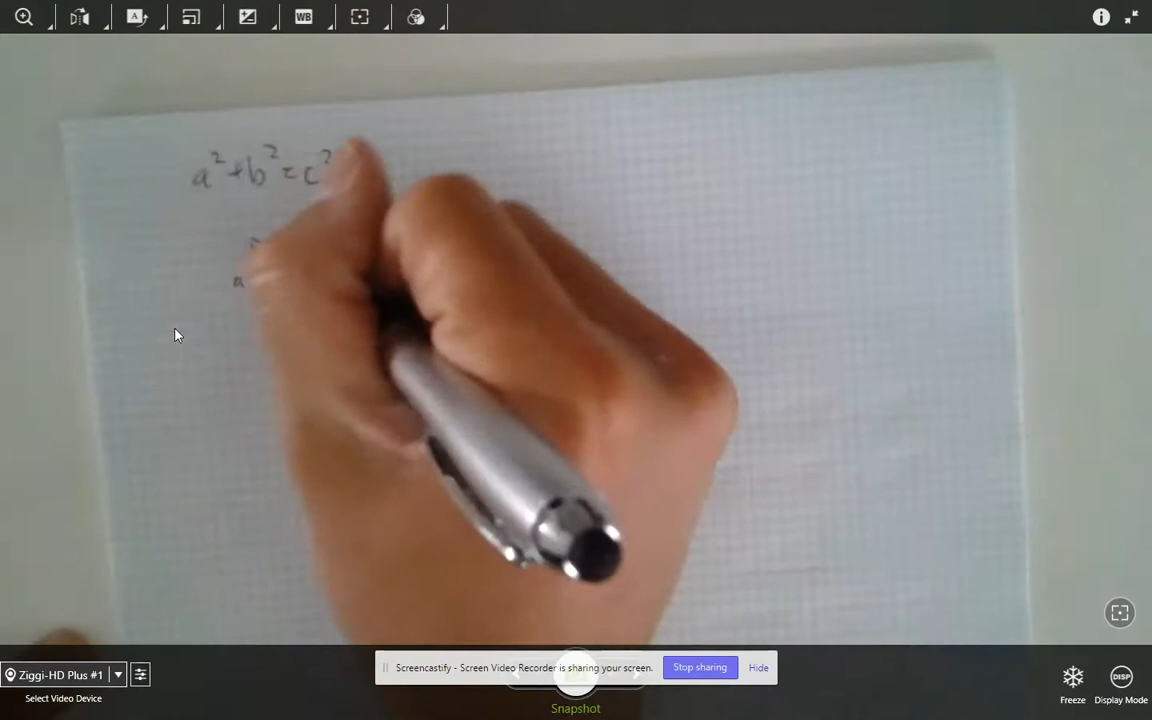 A
WB
a² + b² = c²
a
Ziggi-HD Plus #1
Select Video Device
Screencastify - Screen Video Recorder is sharing your screen.
Stop sharing
Hide
Snapshot
Freeze
DISP
Display Mode